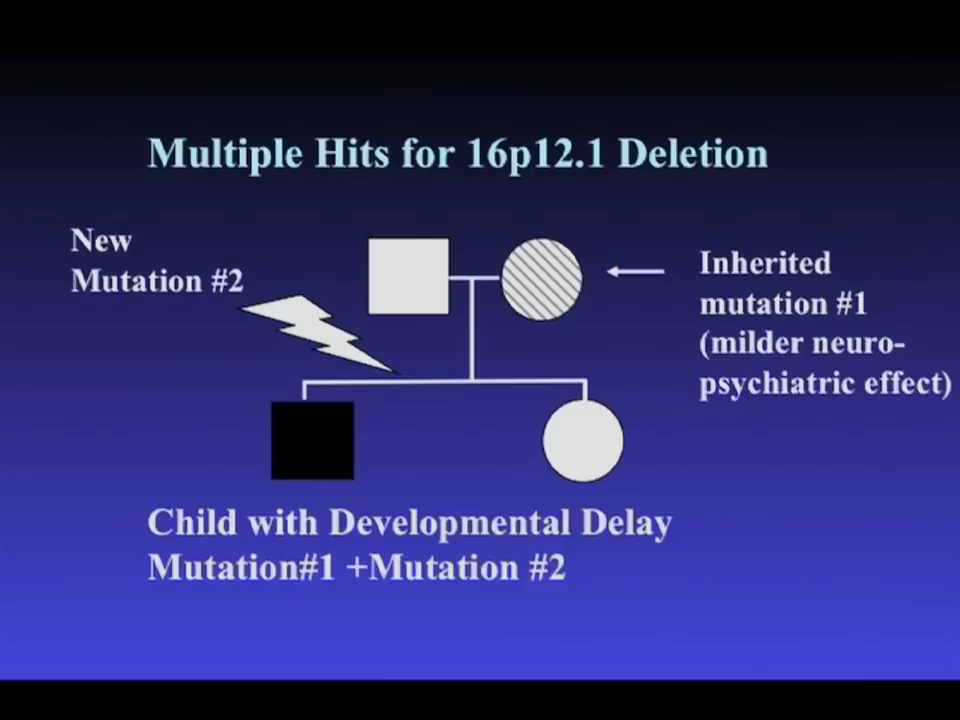 Multiple Hits for 16p12.1 Deletion
New
Mutation #2
Inherited
mutation #1
(milder neuro-
psychiatric effect)
Child with Developmental Delay
Mutation#1 +Mutation #2